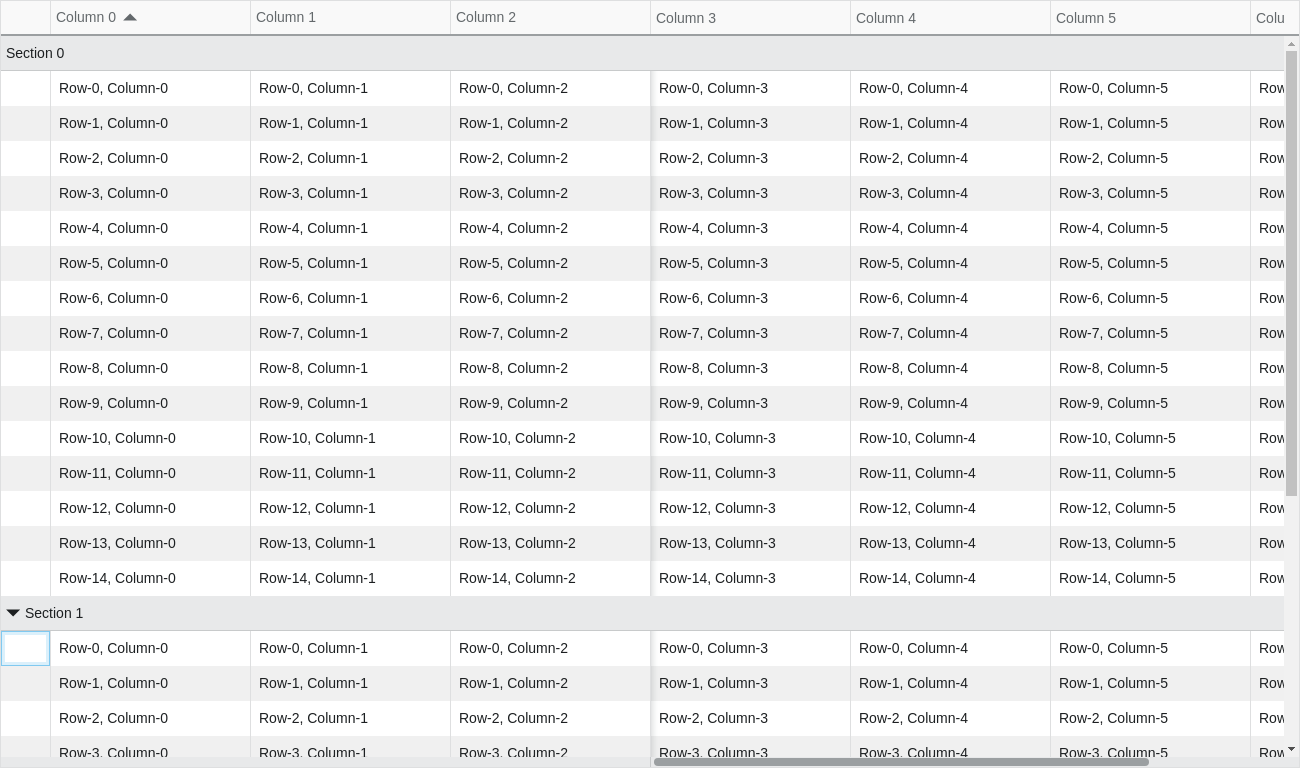 Column 0 Column 1 Column 2 Column 3 Column 4 Column 5 Colu
Section 0
Row-0, Column-0 Row-0, Column-1 Row-0, Column-2 Row-0, Column-3 Row-0, Column-4 Row-0, Column-5 Row
Row-1, Column-0 Row-1, Column-1 Row-1, Column-2 Row-1, Column-3 Row-1, Column-4 Row-1, Column-5 Row
Row-2, Column-0 Row-2, Column-1 Row-2, Column-2 Row-2, Column-3 Row-2, Column-4 Row-2, Column-5 Row
Row-3, Column-0 Row-3, Column-1 Row-3, Column-2 Row-3, Column-3 Row-3, Column-4 Row-3, Column-5 Row
Row-4, Column-0 Row-4, Column-1 Row-4, Column-2 Row-4, Column-3 Row-4, Column-4 Row-4, Column-5 Row
Row-5, Column-0 Row-5, Column-1 Row-5, Column-2 Row-5, Column-3 Row-5, Column-4 Row-5, Column-5 Row
Row-6, Column-0 Row-6, Column-1 Row-6, Column-2 Row-6, Column-3 Row-6, Column-4 Row-6, Column-5 Row
Row-7, Column-0 Row-7, Column-1 Row-7, Column-2 Row-7, Column-3 Row-7, Column-4 Row-7, Column-5 Row
Row-8, Column-0 Row-8, Column-1 Row-8, Column-2 Row-8, Column-3 Row-8, Column-4 Row-8, Column-5 Row
Row-9, Column-0 Row-9, Column-1 Row-9, Column-2 Row-9, Column-3 Row-9, Column-4 Row-9, Column-5 Row
Row-10, Column-0 Row-10, Column-1 Row-10, Column-2 Row-10, Column-3 Row-10, Column-4 Row-10, Column-5 Row
Row-11, Column-0 Row-11, Column-1 Row-11, Column-2 Row-11, Column-3 Row-11, Column-4 Row-11, Column-5 Row
Row-12, Column-0 Row-12, Column-1 Row-12, Column-2 Row-12, Column-3 Row-12, Column-4 Row-12, Column-5 Row
Row-13, Column-0 Row-13, Column-1 Row-13, Column-2 Row-13, Column-3 Row-13, Column-4 Row-13, Column-5 Row
Row-14, Column-0 Row-14, Column-1 Row-14, Column-2 Row-14, Column-3 Row-14, Column-4 Row-14, Column-5 Row
Section 1
Row-0, Column-0 Row-0, Column-1 Row-0, Column-2 Row-0, Column-3 Row-0, Column-4 Row-0, Column-5 Row
Row-1, Column-0 Row-1, Column-1 Row-1, Column-2 Row-1, Column-3 Row-1, Column-4 Row-1, Column-5 Row
Row-2, Column-0 Row-2, Column-1 Row-2, Column-2 Row-2, Column-3 Row-2, Column-4 Row-2, Column-5 Row
Row-3, Column-0 Row-3, Column-1 Row-3, Column-2 Row-3, Column-3 Row-3, Column-4 Row-3, Column-5 Row